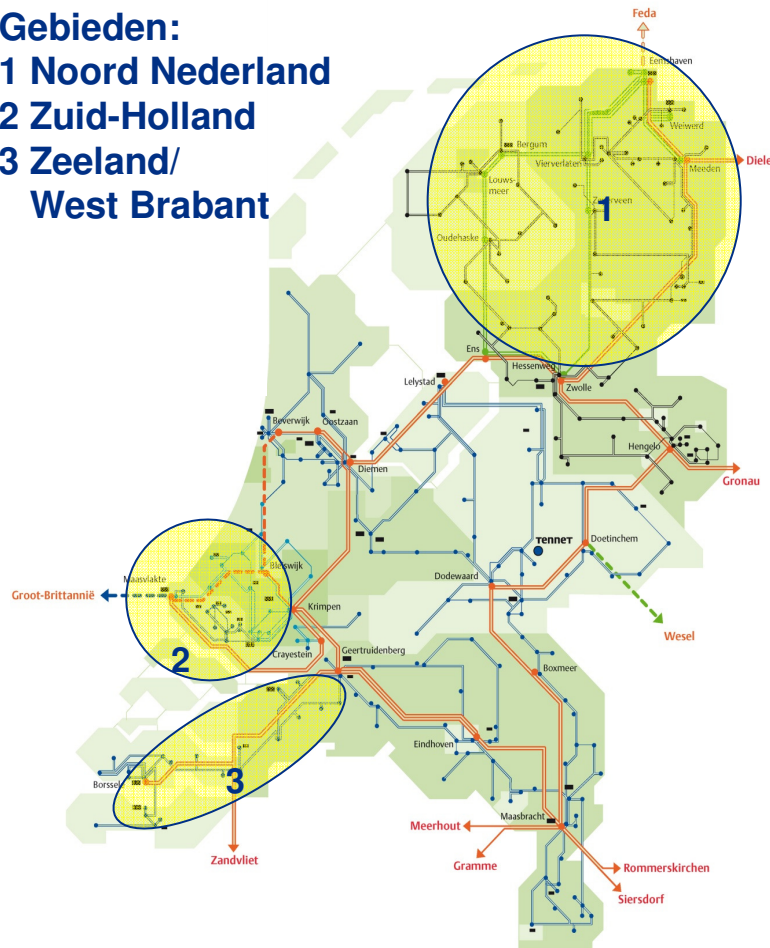 Gebieden:
1 Noord Nederland
2 Zuid-Holland
3 Zeeland/
West Brabant
Feda
Eemshaven
Weiwerd
Bergum
Vierverlaten
Meeden
Diele
Louws-
meer
Zeyerveen
1
Oudehaske
Ens
Hessenweg
Lelystad
Zwolle
Beverwijk
Oostzaan
Hengelo
Diemen
Gronau
TenneT
Doetinchem
Bleiswijk
Maasvlakte
Dodewaard
Groot-Brittannië
Krimpen
Wesel
Crayestein
Geertruidenberg
2
Boxmeer
Eindhoven
Borssele
3
Maasbracht
Meerhout
Zandvliet
Gramme
Rommerskirchen
Siersdorf